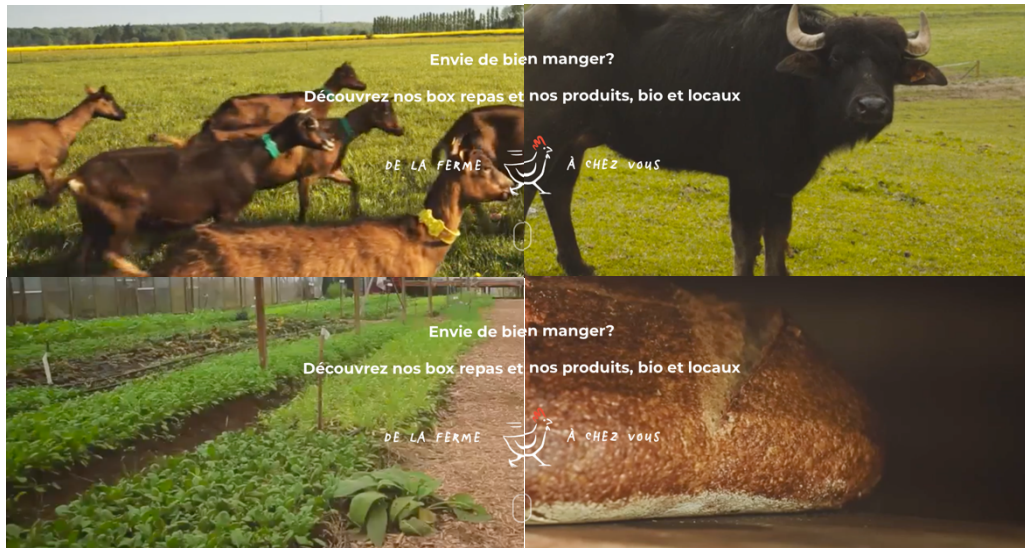 Envie de bien manger?
Découvrez nos box repas et nos produits, bio et locaux
DE LA FERME À CHEZ VOUS
Envie de bien manger?
Découvrez nos box repas et nos produits, bio et locaux
DE LA FERME À CHEZ VOUS